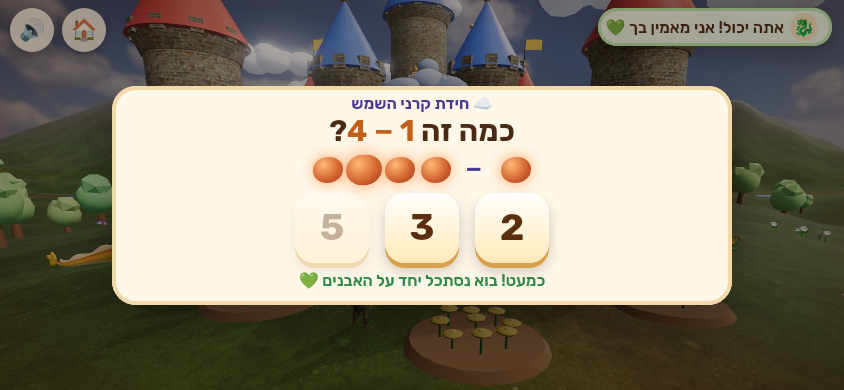 אתה יכול! אני מאמין בך 💚
☁️ חידת קרני השמש
כמה זה 4 – 1?
–
5 3 2
כמעט! בוא נסתכל יחד על האבנים 💚